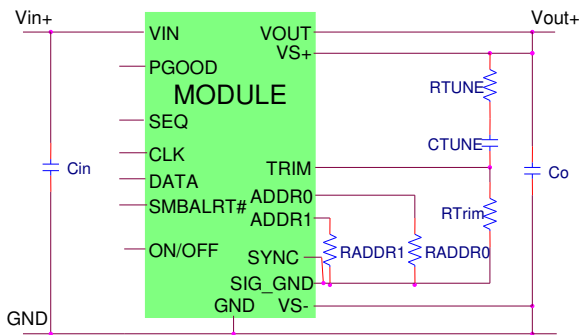 Vin+
Vout+
VIN
VOUT
VS+
PGOOD
RTUNE
MODULE
SEQ
CTUNE
CLK
TRIM
Cin
Co
DATA
ADDR0
SMBALRT#
RTrim
ADDR1
ON/OFF
SYNC
RADDR1
RADDR0
SIG_GND
GND
GND
VS-